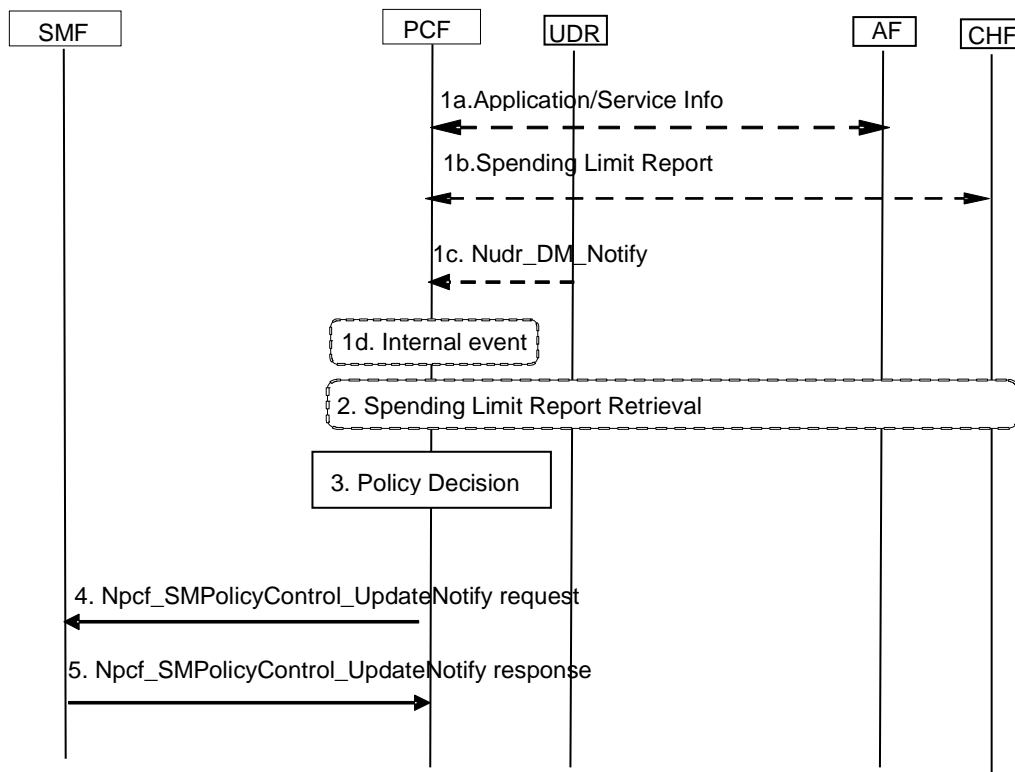 SMF
PCF
UDR
AF
CHF
1a.Application/Service Info
1b.Spending Limit Report
1c. Nudr_DM_Notify
1d. Internal event
2. Spending Limit Report Retrieval
3. Policy Decision
4. Npcf_SMPolicyControl_UpdateNotify request
5. Npcf_SMPolicyControl_UpdateNotify response